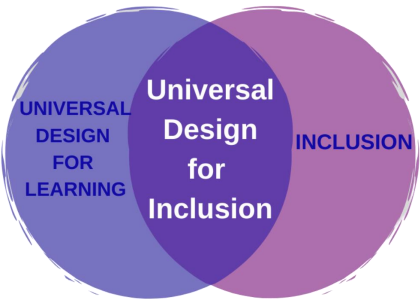 UNIVERSAL
DESIGN
FOR
LEARNING
Universal
Design
for
Inclusion
INCLUSION